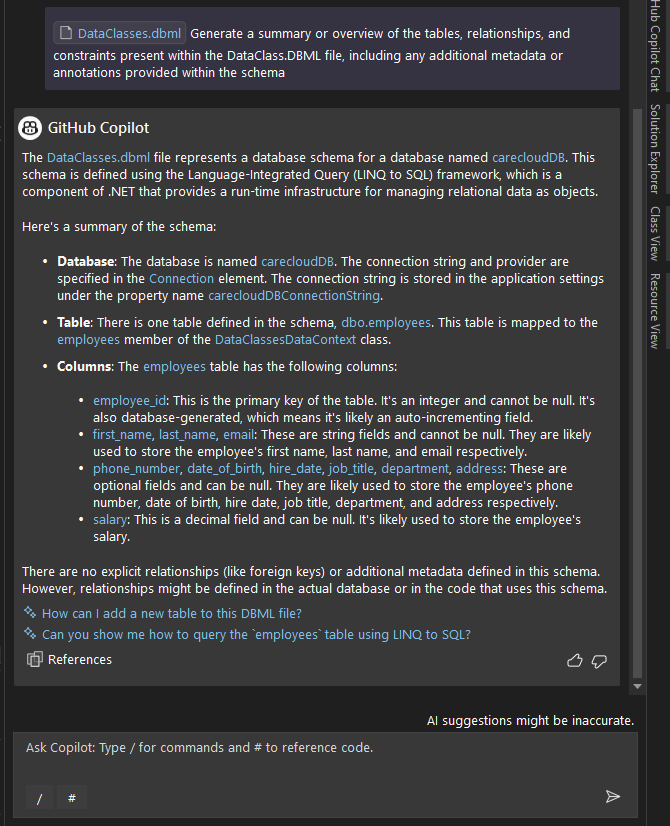 DataClasses.dbml Generate a summary or overview of the tables, relationships, and
constraints present within the DataClass.DBML file, including any additional metadata or
annotations provided within the schema
GitHub Copilot
The DataClasses.dbml file represents a database schema for a database named carecloudDB. This
schema is defined using the Language-Integrated Query (LINQ to SQL) framework, which is a
component of .NET that provides a run-time infrastructure for managing relational data as objects.
Here's a summary of the schema:
• Database: The database is named carecloudDB. The connection string and provider are
specified in the Connection element. The connection string is stored in the application settings
under the property name carecloudDBConnectionString.
• Table: There is one table defined in the schema, dbo.employees. This table is mapped to the
employees member of the DataClassesDataContext class.
• Columns: The employees table has the following columns:
• employee_id: This is the primary key of the table. It's an integer and cannot be null. It's
also database-generated, which means it's likely an auto-incrementing field.
• first_name, last_name, email: These are string fields and cannot be null. They are likely
used to store the employee's first name, last name, and email respectively.
• phone_number, date_of_birth, hire_date, job_title, department, address: These are
optional fields and can be null. They are likely used to store the employee's phone
number, date of birth, hire date, job title, department, and address respectively.
• salary: This is a decimal field and can be null. It's likely used to store the employee's
salary.
There are no explicit relationships (like foreign keys) or additional metadata defined in this schema.
However, relationships might be defined in the actual database or in the code that uses this schema.
How can I add a new table to this DBML file?
Can you show me how to query the `employees` table using LINQ to SQL?
References
AI suggestions might be inaccurate.
Ask Copilot: Type / for commands and # to reference code.
/ #
Hub Copilot Chat
Solution Explorer
Class View
Resource View